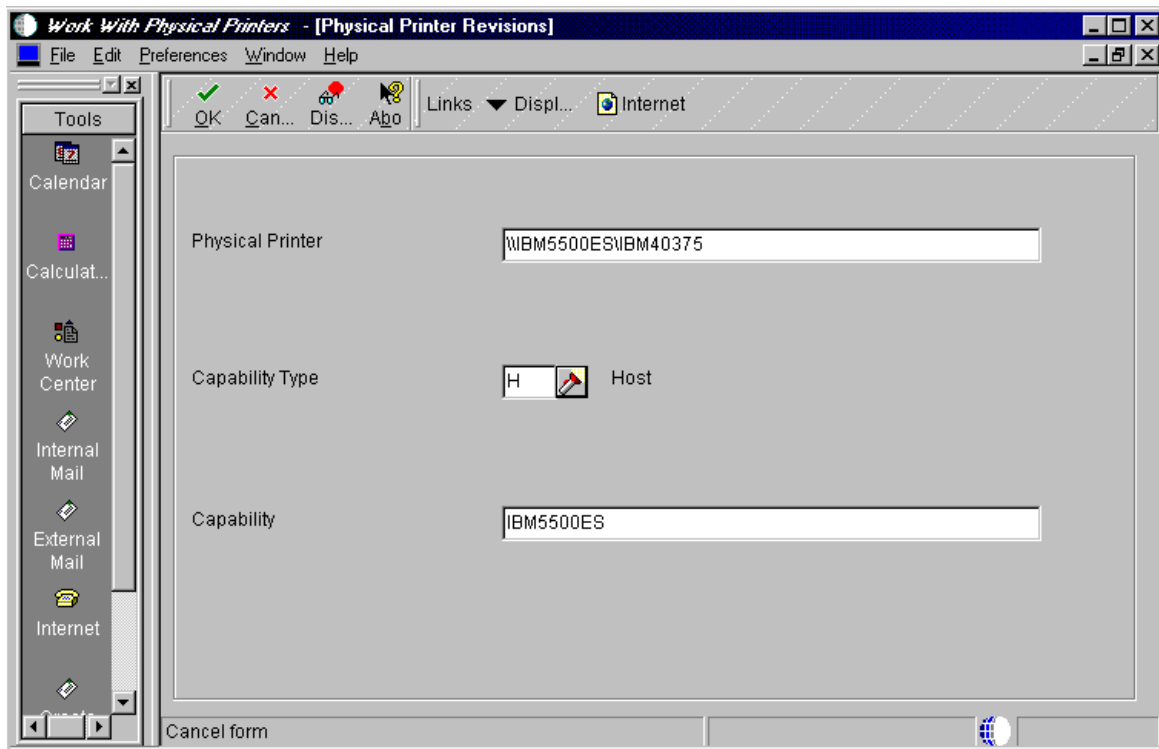 Work With Physical Printers - [Physical Printer Revisions]
File Edit Preferences Window Help
Tools
OK Can... Dis... Abo Links Displ... Internet
Calendar
Calculat...
Work
Center
Internal
Mail
External
Mail
Internet
Physical Printer \\IBM5500ES\IBM40375
Capability Type H Host
Capability IBM5500ES
Cancel form